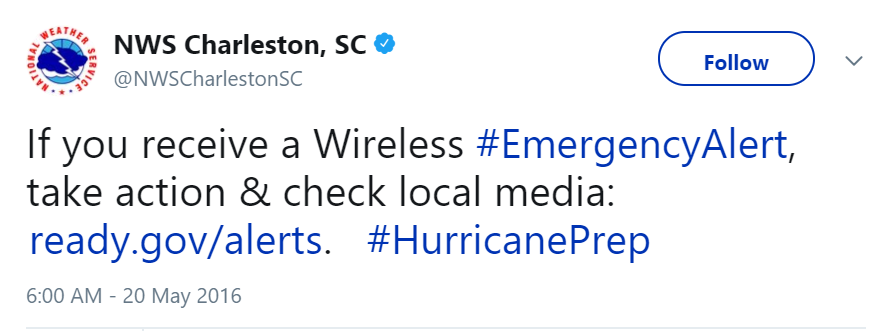 NATIONAL WEATHER SERVICE
NWS Charleston, SC
@NWSCharlestonSC
Follow
If you receive a Wireless #EmergencyAlert,
take action & check local media:
ready.gov/alerts. #HurricanePrep
6:00 AM - 20 May 2016